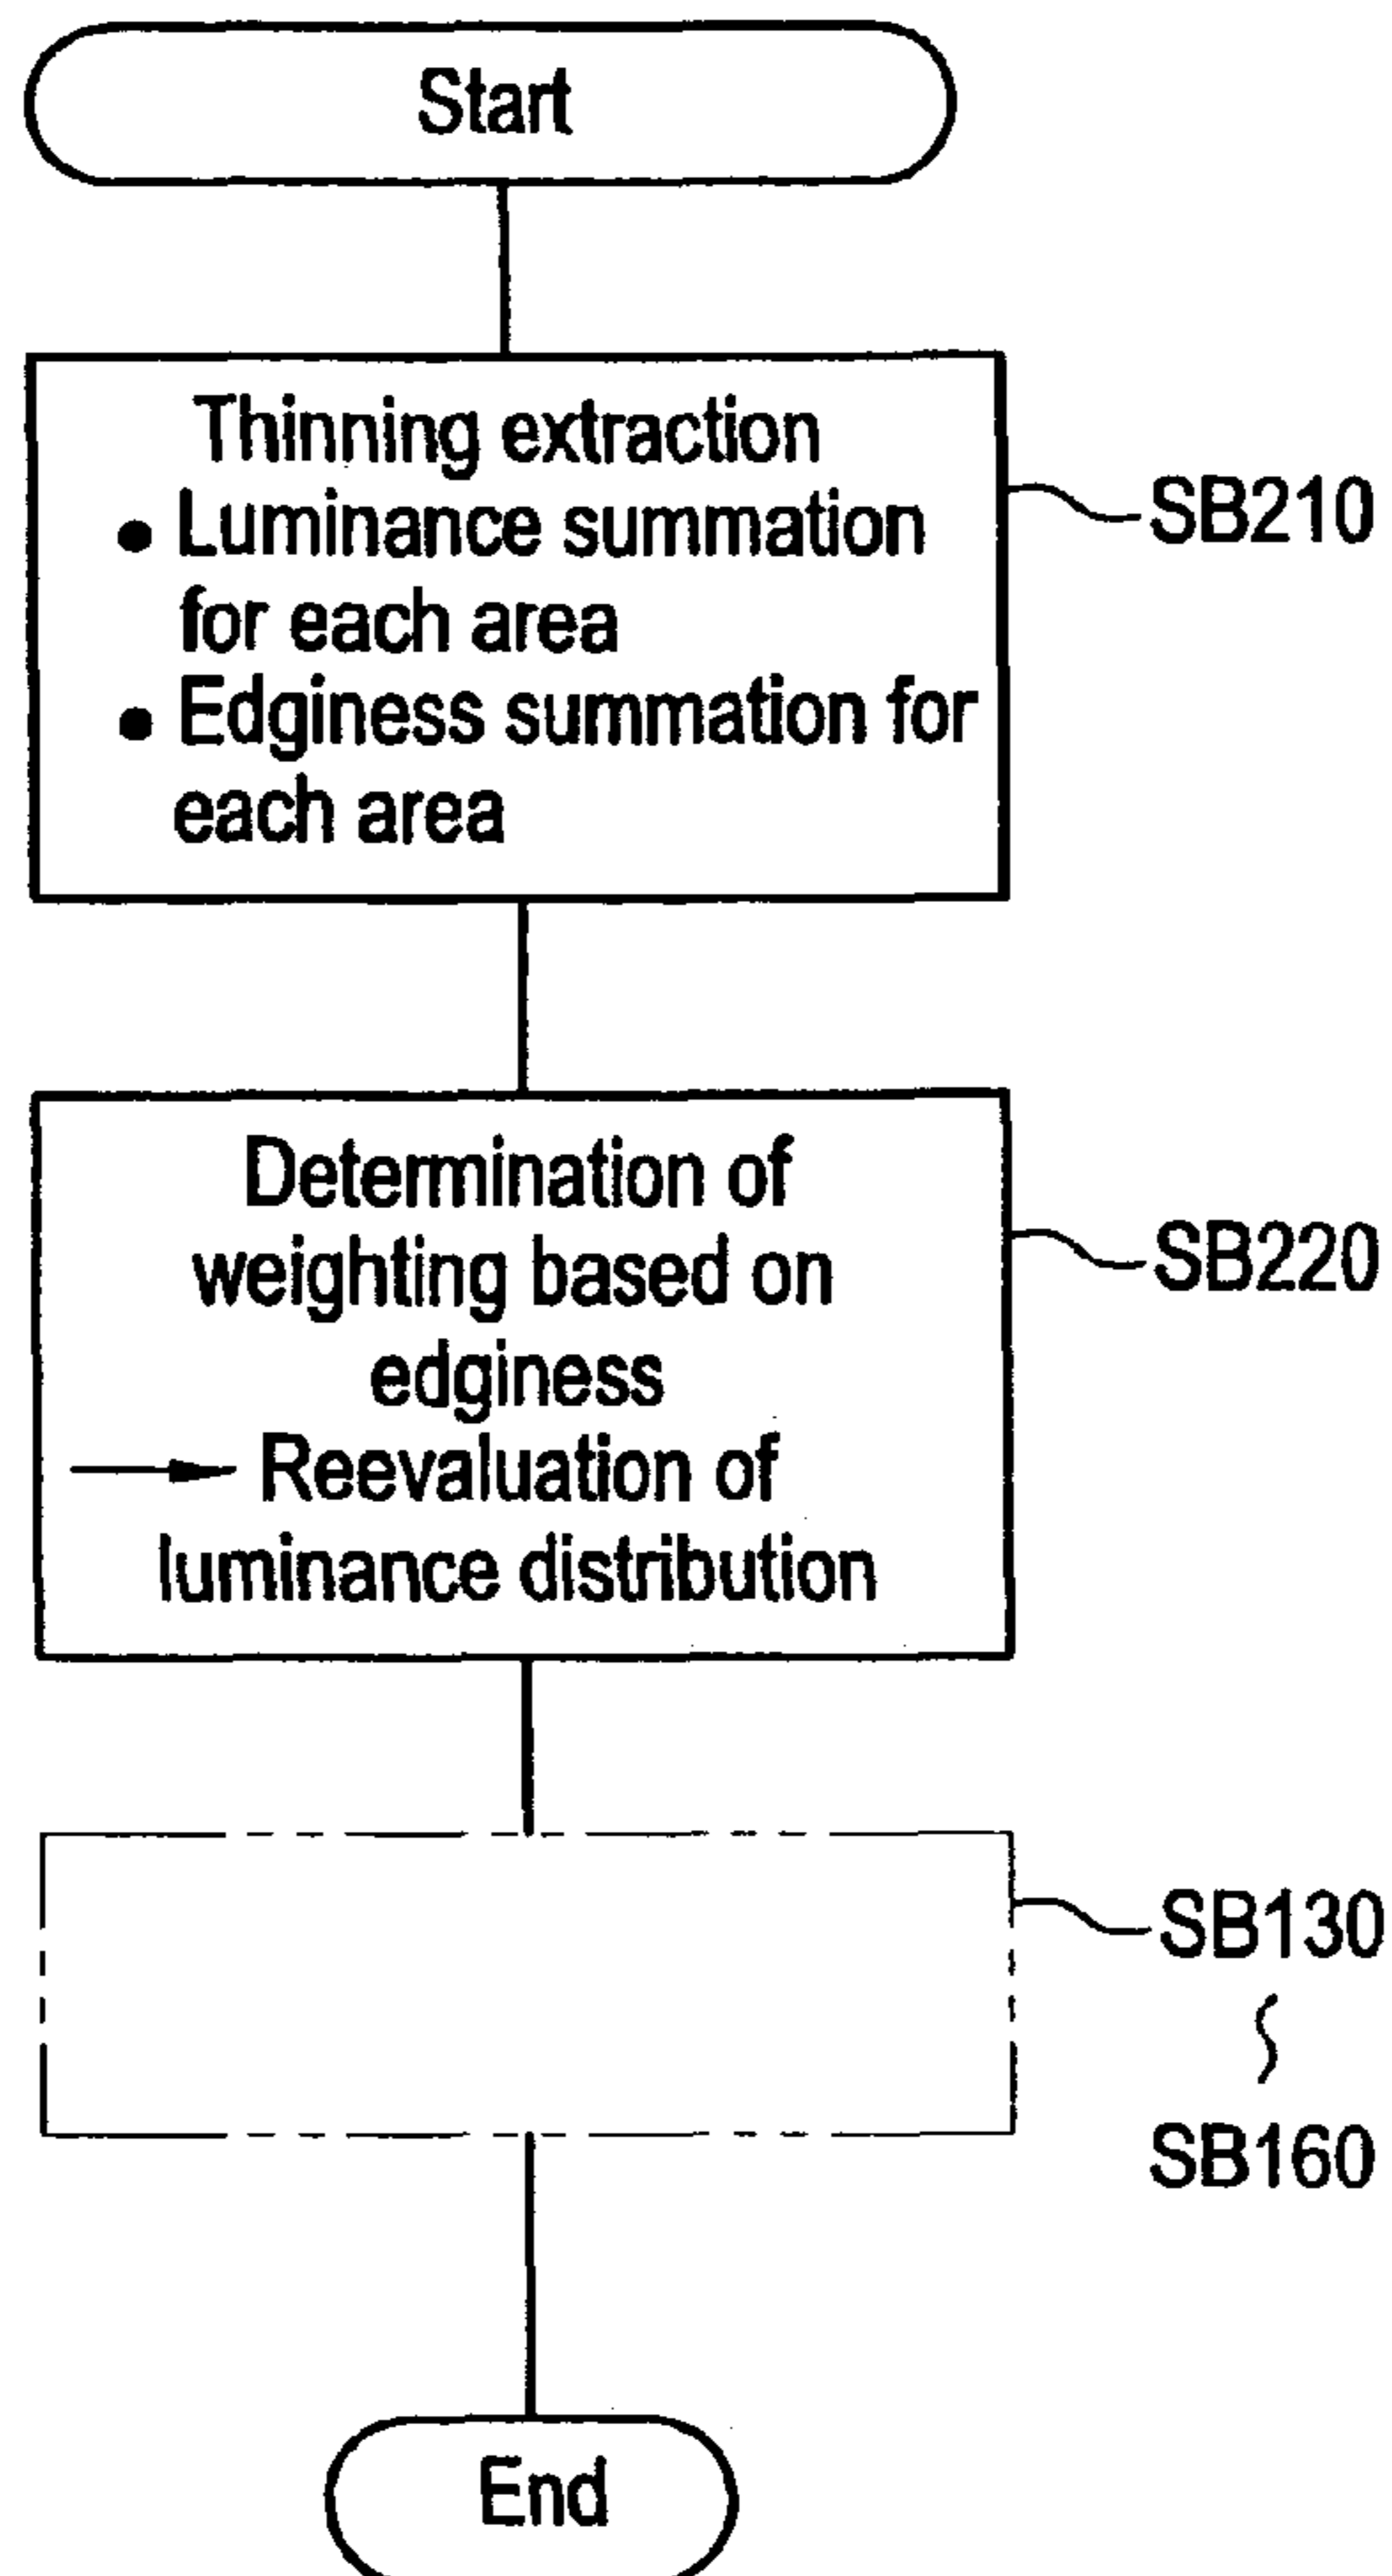 Start
Thinning extraction
• Luminance summation
for each area
• Edginess summation for
each area
SB210
Determination of
weighting based on
edginess
→ Reevaluation of
luminance distribution
SB220
SB130
~
SB160
End